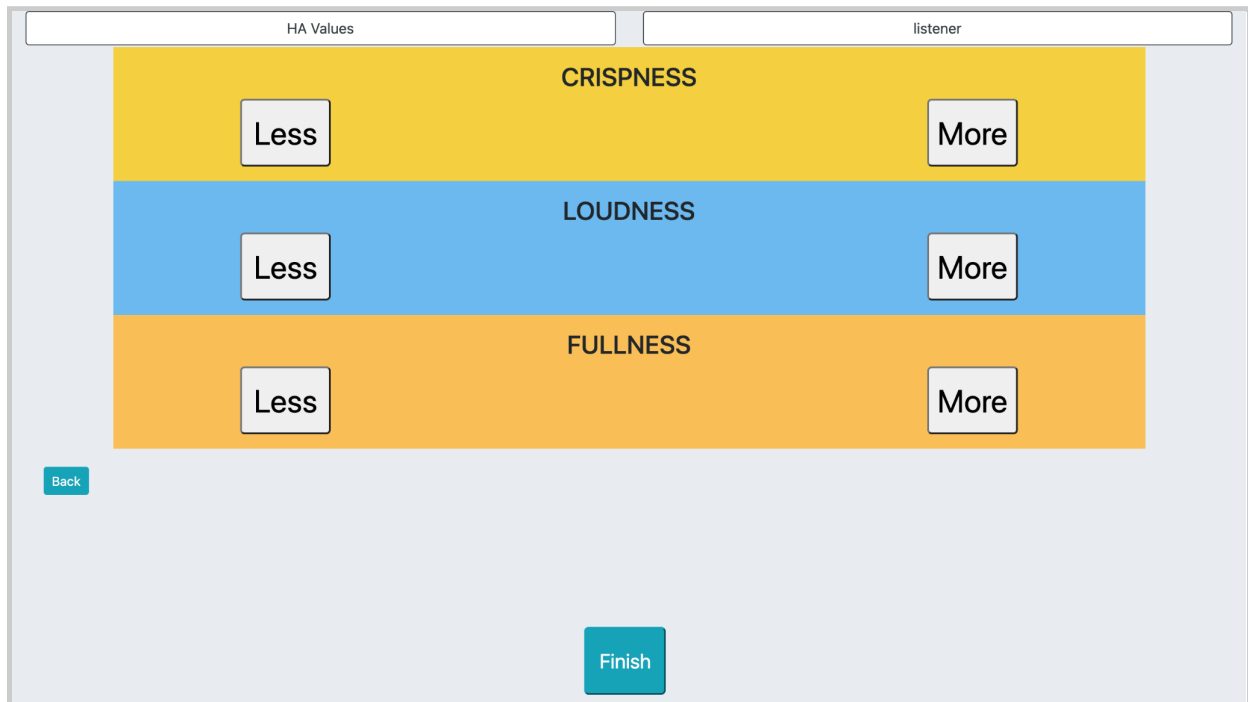 HA Values listener
CRISPNESS
Less More
LOUDNESS
Less More
FULLNESS
Less More
Back
Finish